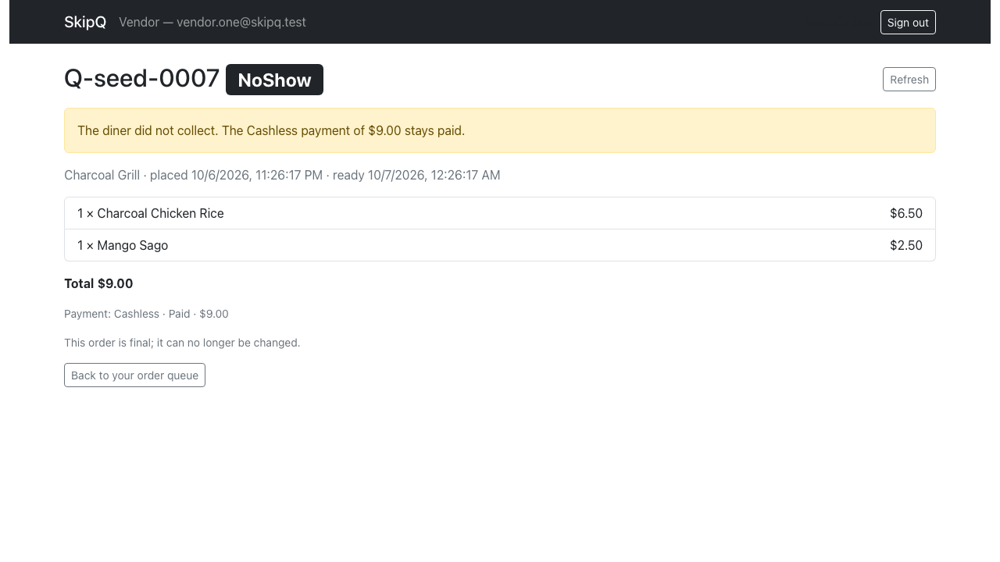 SkipQ Vendor — vendor.one@skipq.test Sign out
Q-seed-0007 NoShow Refresh
The diner did not collect. The Cashless payment of $9.00 stays paid.
Charcoal Grill · placed 10/6/2026, 11:26:17 PM · ready 10/7/2026, 12:26:17 AM
1 × Charcoal Chicken Rice $6.50
1 × Mango Sago $2.50
Total $9.00
Payment: Cashless · Paid · $9.00
This order is final; it can no longer be changed.
Back to your order queue